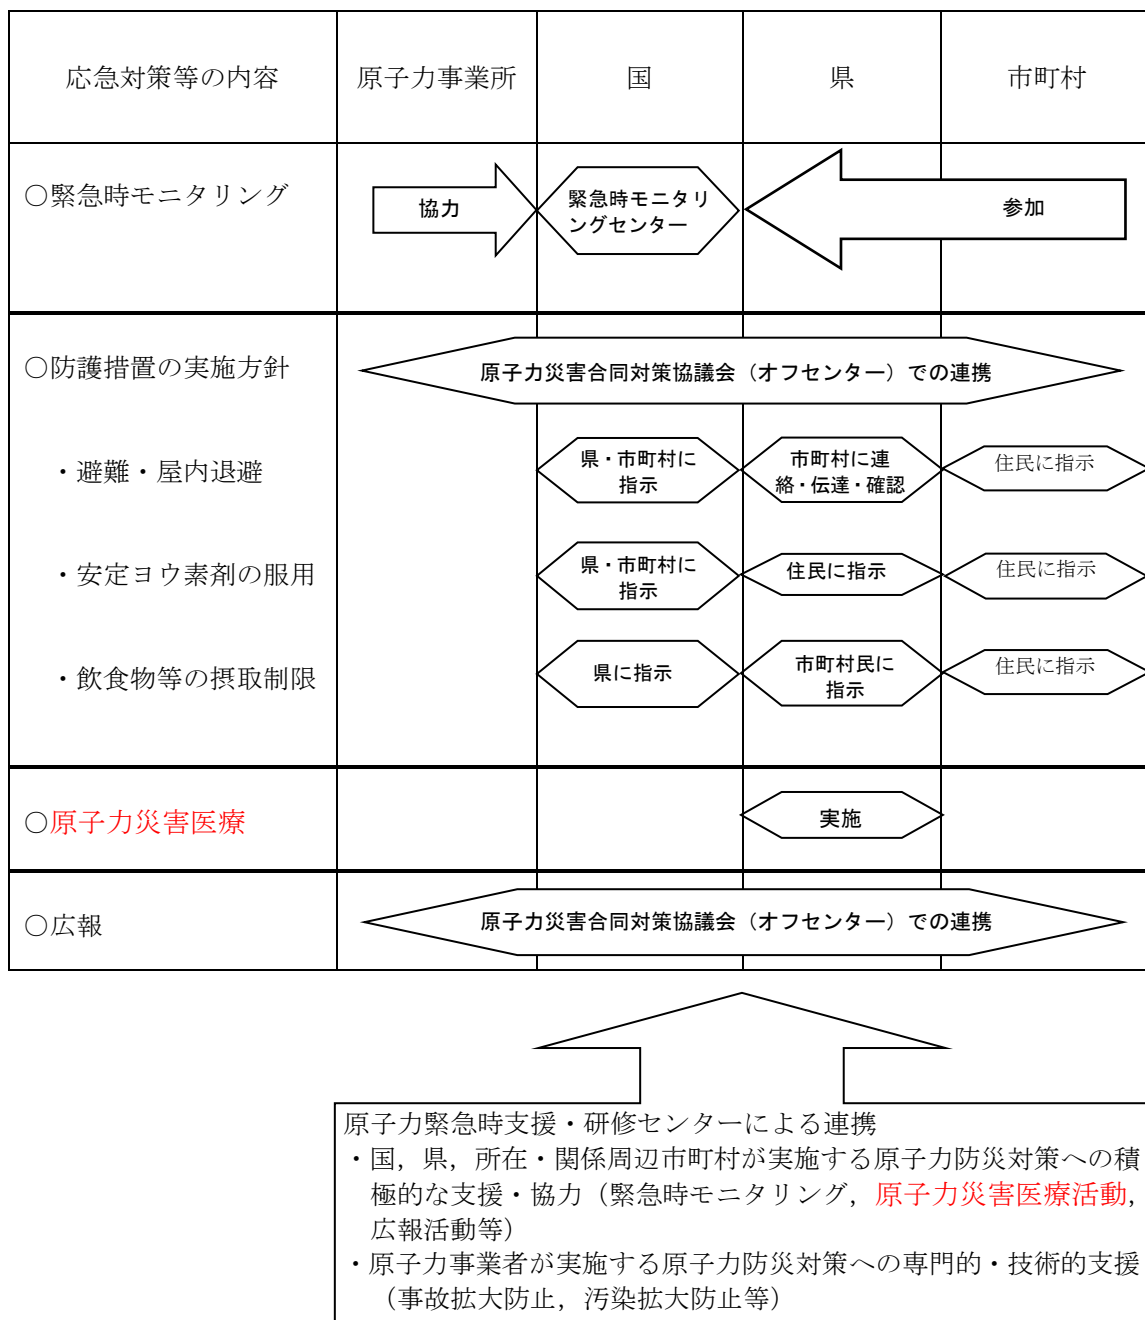 応急対策等の内容
原子力事業所
国
県
市町村
○緊急時モニタリング
協力
緊急時モニタリ
ングセンター
参加
○防護措置の実施方針
原子力災害合同対策協議会（オフセンター）での連携
・避難・屋内退避
県・市町村に
指示
市町村に連
絡・伝達・確認
住民に指示
・安定ヨウ素剤の服用
県・市町村に
指示
住民に指示
住民に指示
・飲食物等の摂取制限
県に指示
市町村民に
指示
住民に指示
○原子力災害医療
実施
○広報
原子力災害合同対策協議会（オフセンター）での連携
原子力緊急時支援・研修センターによる連携
・国，県，所在・関係周辺市町村が実施する原子力防災対策への積
極的な支援・協力（緊急時モニタリング，原子力災害医療活動，
広報活動等）
・原子力事業者が実施する原子力防災対策への専門的・技術的支援
（事故拡大防止，汚染拡大防止等）